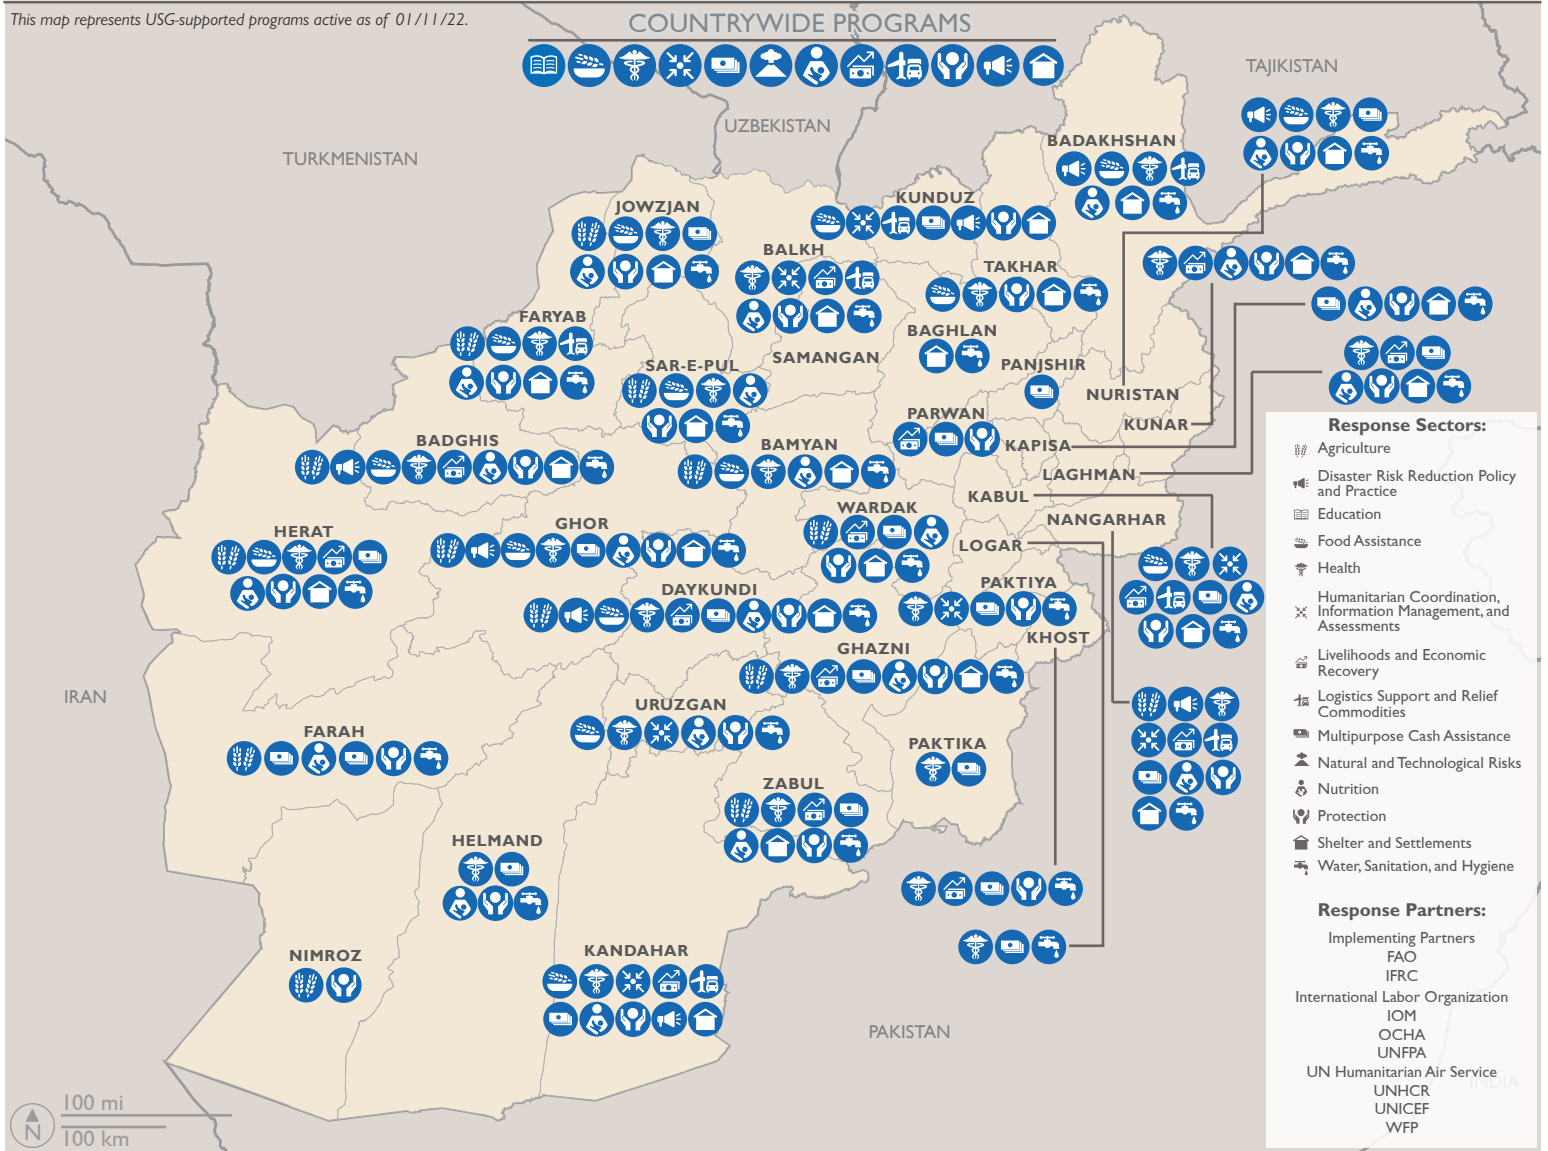 This map represents USG-supported programs active as of 01/11/22.
COUNTRYWIDE PROGRAMS
TAJIKISTAN
UZBEKISTAN
TURKMENISTAN
BADAKHSHAN
KUNDUZ
JOWZJAN
BALKH
TAKHAR
FARYAB
BAGHLAN
SAMANGAN
SAR-E-PUL
PANJSHIR
NURISTAN
PARWAN
KUNAR
BADGHIS
BAMYAN
KAPISA
LAGHMAN
KABUL
WARDAK
NANGARHAR
HERAT
GHOR
LOGAR
DAYKUNDI
PAKTIYA
KHOST
GHAZNI
IRAN
URUZGAN
FARAH
PAKTIKA
ZABUL
HELMAND
NIMROZ
KANDAHAR
PAKISTAN
INDIA
Response Sectors:
Agriculture
Disaster Risk Reduction Policy
and Practice
Education
Food Assistance
Health
Humanitarian Coordination,
Information Management, and
Assessments
Livelihoods and Economic
Recovery
Logistics Support and Relief
Commodities
Multipurpose Cash Assistance
Natural and Technological Risks
Nutrition
Protection
Shelter and Settlements
Water, Sanitation, and Hygiene
Response Partners:
Implementing Partners
FAO
IFRC
International Labor Organization
IOM
OCHA
UNFPA
UN Humanitarian Air Service
UNHCR
UNICEF
WFP
100 mi
N
100 km